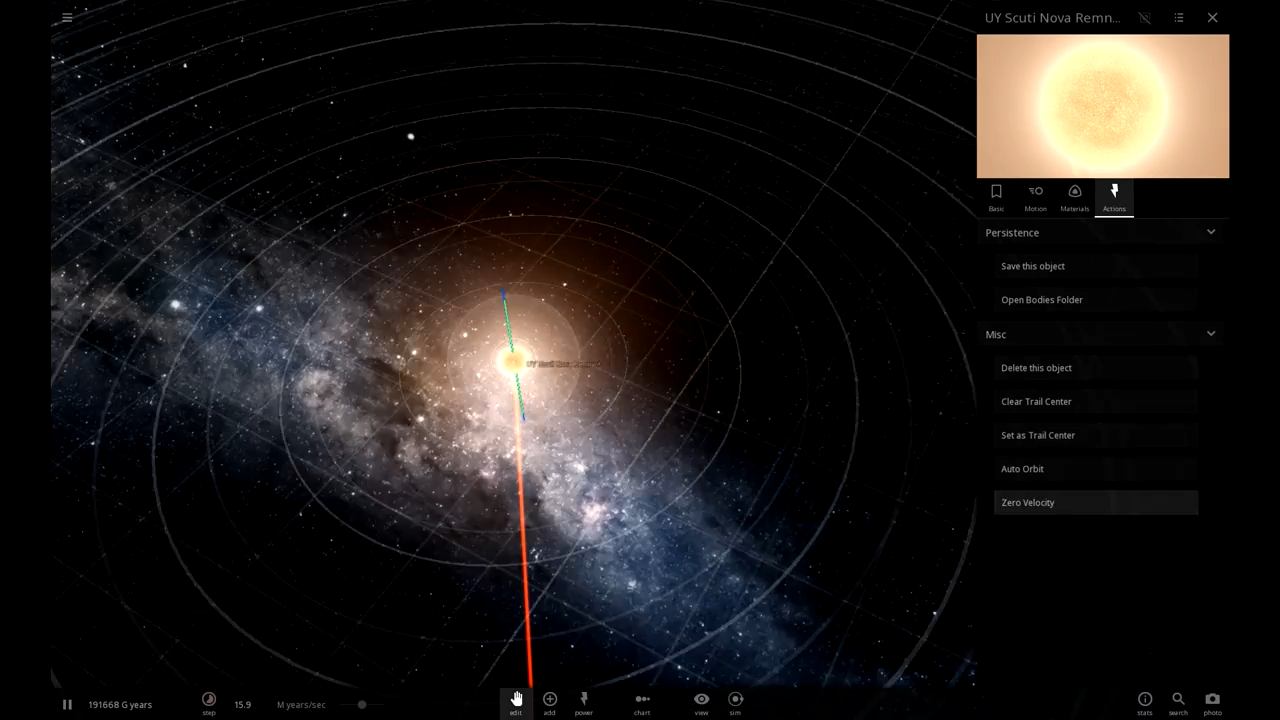 UY Scuti Nova Remn...
Basic
Motion
Materials
Actions
Persistence
Save this object
Open Bodies Folder
Misc
Delete this object
Clear Trail Center
Set as Trail Center
Auto Orbit
Zero Velocity
191668 G years
step
15.9
M years/sec
edit
add
power
chart
view
sim
stats
search
photo